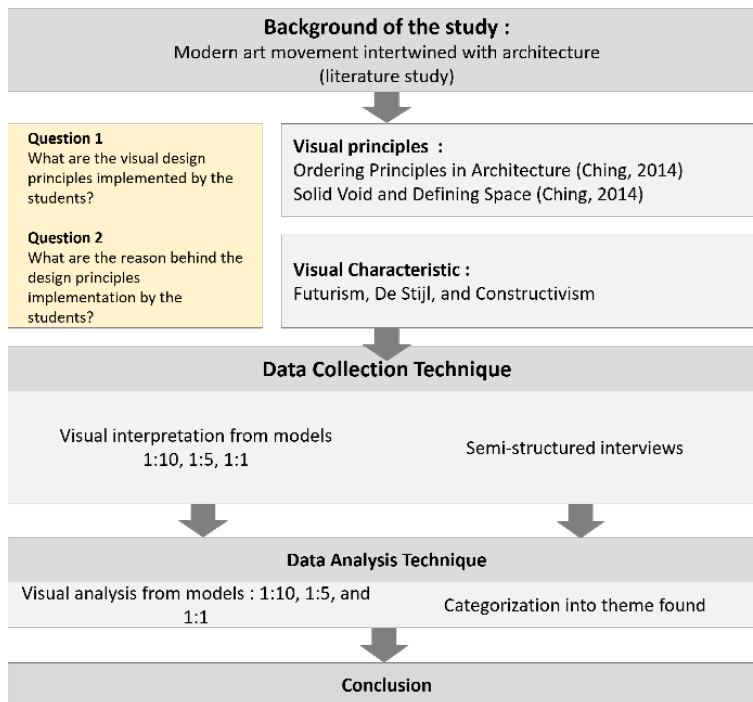 Background of the study :
Modern art movement intertwined with architecture
(literature study)
Question 1
What are the visual design
principles implemented by the
students?
Question 2
What are the reason behind the
design principles
implementation by the
students?
Visual principles :
Ordering Principles in Architecture (Ching, 2014)
Solid Void and Defining Space (Ching, 2014)
Visual Characteristic :
Futurism, De Stijl, and Constructivism
Data Collection Technique
Visual interpretation from models
1:10, 1:5, 1:1
Semi-structured interviews
Data Analysis Technique
Visual analysis from models : 1:10, 1:5, and
1:1
Categorization into theme found
Conclusion